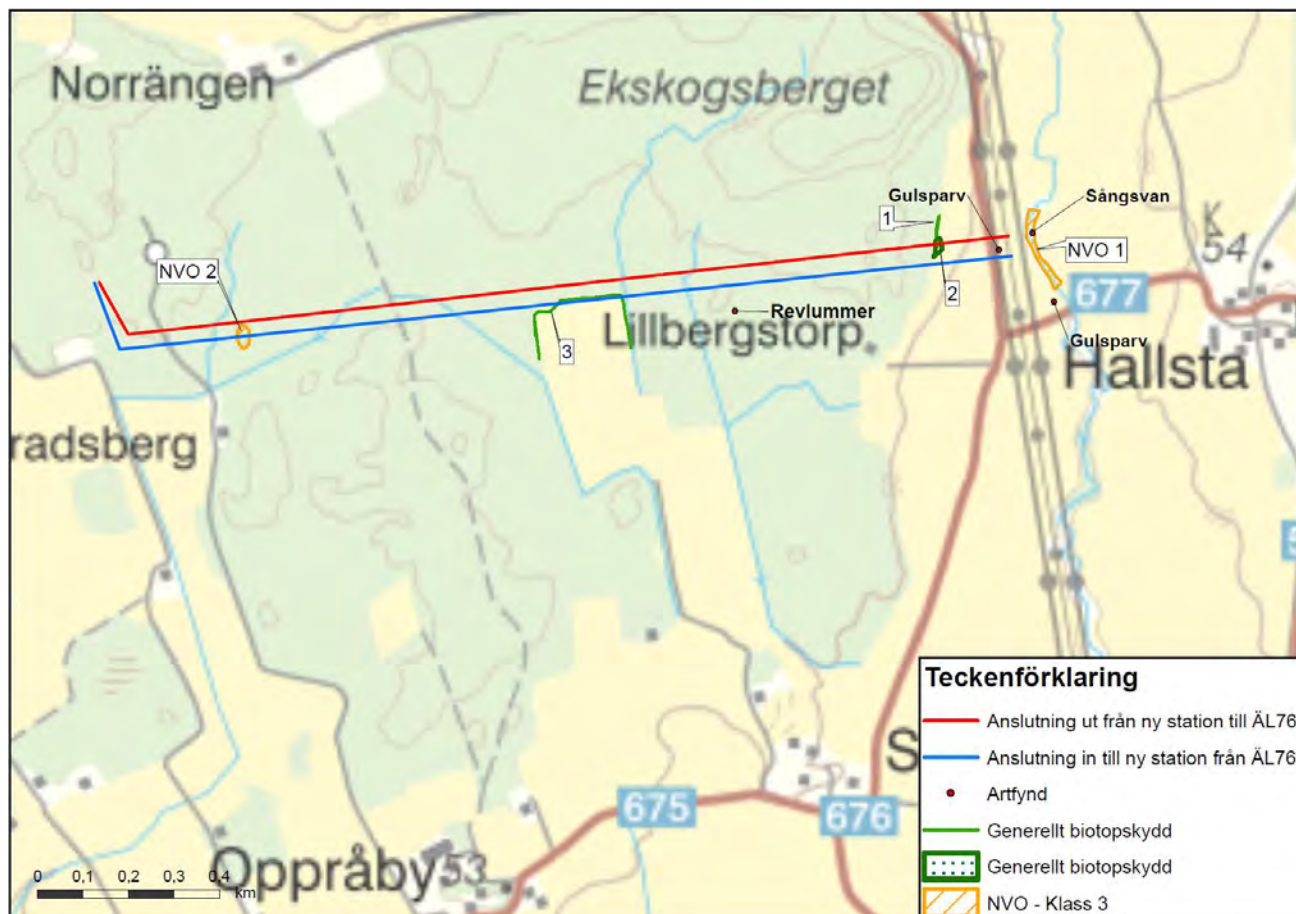 Norrängen
Ekskogsberget
Gulsparv
Sångsvan
1
NVO 1
54
NVO 2
2
677
Revlummer
Lillbergstorp
Gulsparv
3
Hallsta
radsberg
5
Teckenförklaring
Anslutning ut från ny station till ÄL76
Anslutning in till ny station från ÄL76
Artfynd
Generellt biotopskydd
Generellt biotopskydd
NVO - Klass 3
S
675
676
Oppråby
53
0 0,1 0,2 0,3 0,4
km